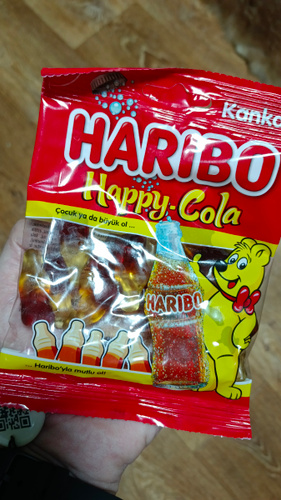 Kanka
HARIBO
Happy-Cola
Çocuk ya da büyük ol ...
HARIBO
... Haribo'yla mutlu ol!